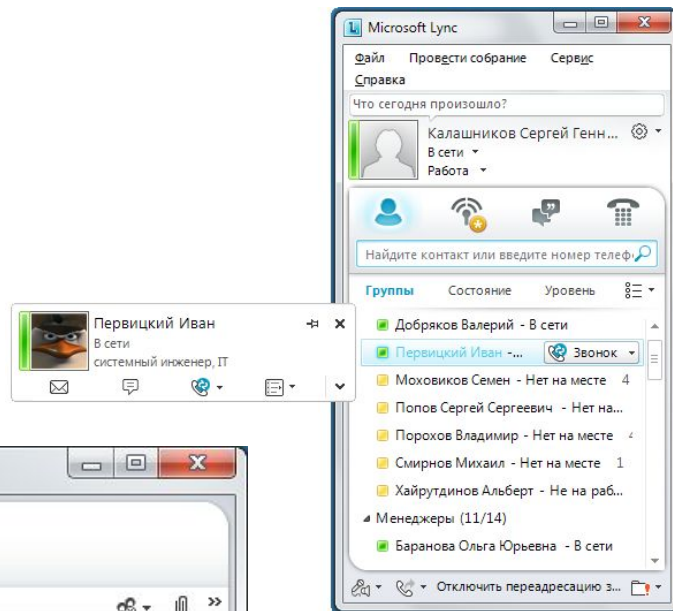 Microsoft Lync
Файл Провести собрание Сервис
Справка
Что сегодня произошло?
Калашников Сергей Генн...
В сети
Работа
Найдите контакт или введите номер телеф
Группы Состояние Уровень
Добряков Валерий - В сети
Первицкий Иван -... Звонок
Моховиков Семен - Нет на месте 4
Попов Сергей Сергеевич - Нет на...
Порохов Владимир - Нет на месте
Смирнов Михаил - Нет на месте 1
Хайрутдинов Альберт - Не на раб...
Менеджеры (11/14)
Баранова Ольга Юрьевна - В сети
Отключить переадресацию з...
Первицкий Иван
В сети
системный инженер, IT